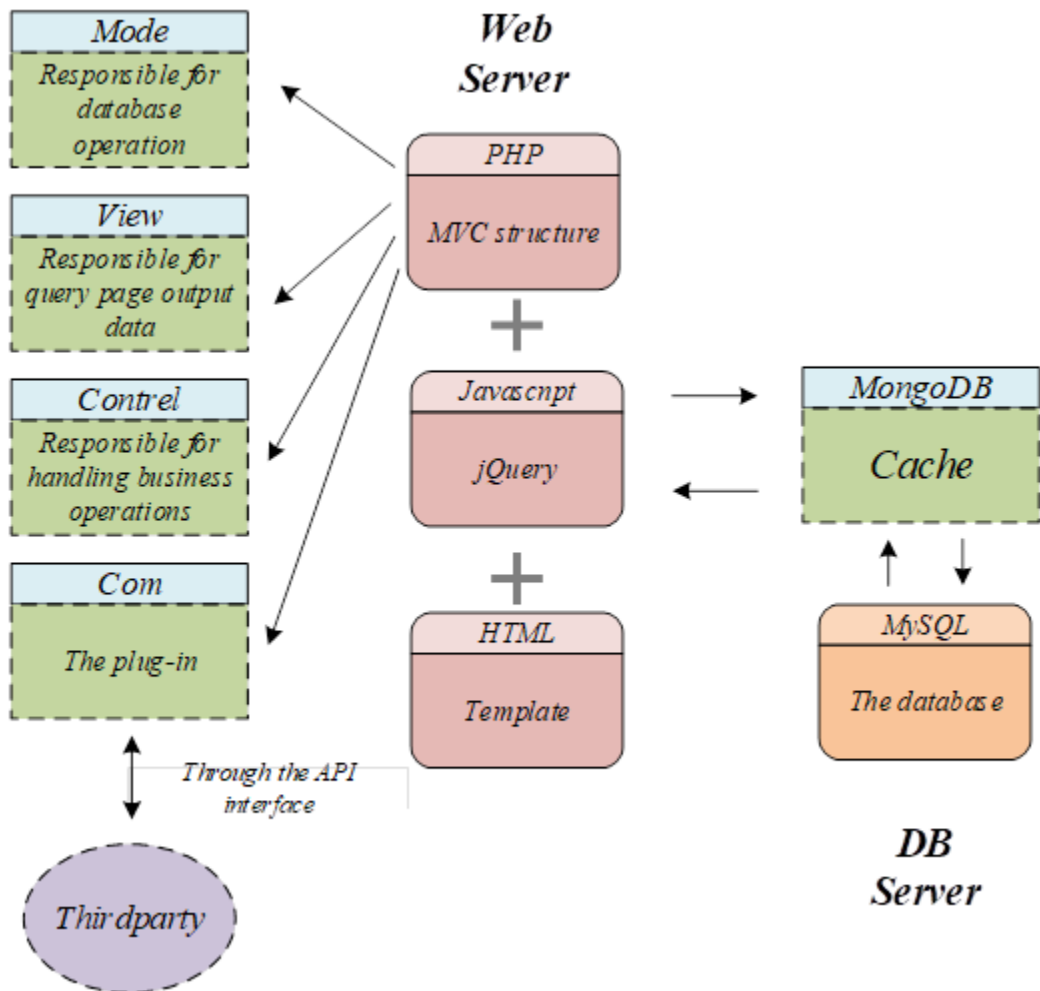 Mode
Responsible for
database
operation
View
Responsible for
query page output
data
Contrel
Responsible for
handling business
operations
Com
The plug-in
Through the API
interface
Thirdparty
Web
Server
PHP
MVC structure
Javascnpt
jQuery
HTML
Template
MongoDB
Cache
MySQL
The database
DB
Server